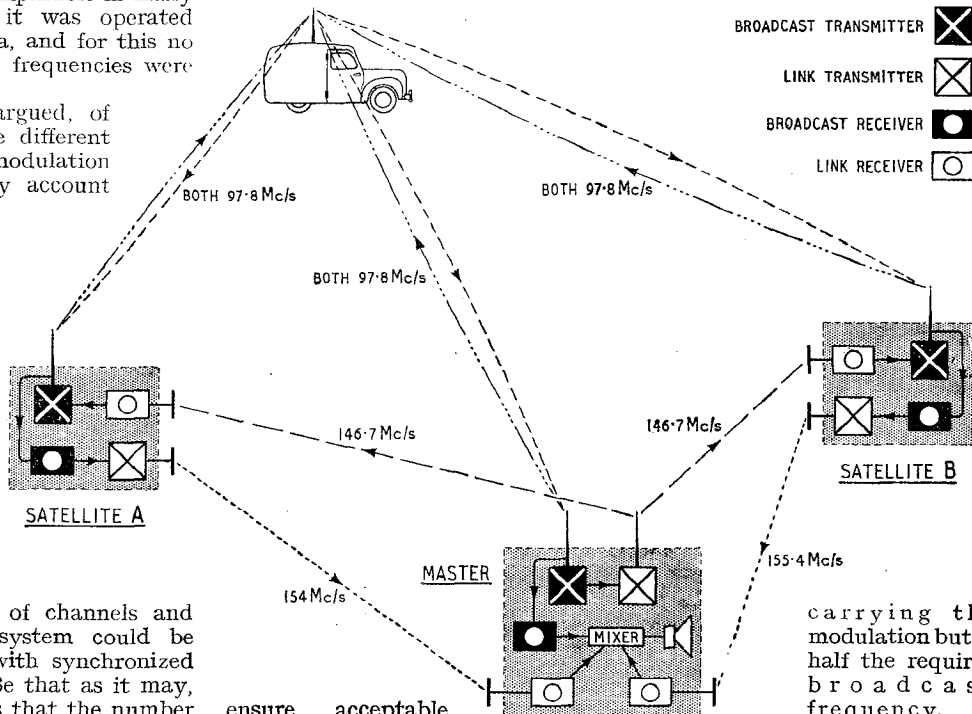 it was operated
a, and for this no
frequencies were
argued, of
e different
modulation
y account
BROADCAST TRANSMITTER
LINK TRANSMITTER
BROADCAST RECEIVER
LINK RECEIVER
BOTH 97·8 Mc/s
BOTH 97·8 Mc/s
BOTH 97·8 Mc/s
146·7 Mc/s
146·7 Mc/s
SATELLITE A
SATELLITE B
154 Mc/s
155·4 Mc/s
MASTER
MIXER
of channels and
system could be
with synchronized
Be that as it may,
s that the number
ensure acceptable
carrying th
modulation but
half the requir
broadcas
frequency.